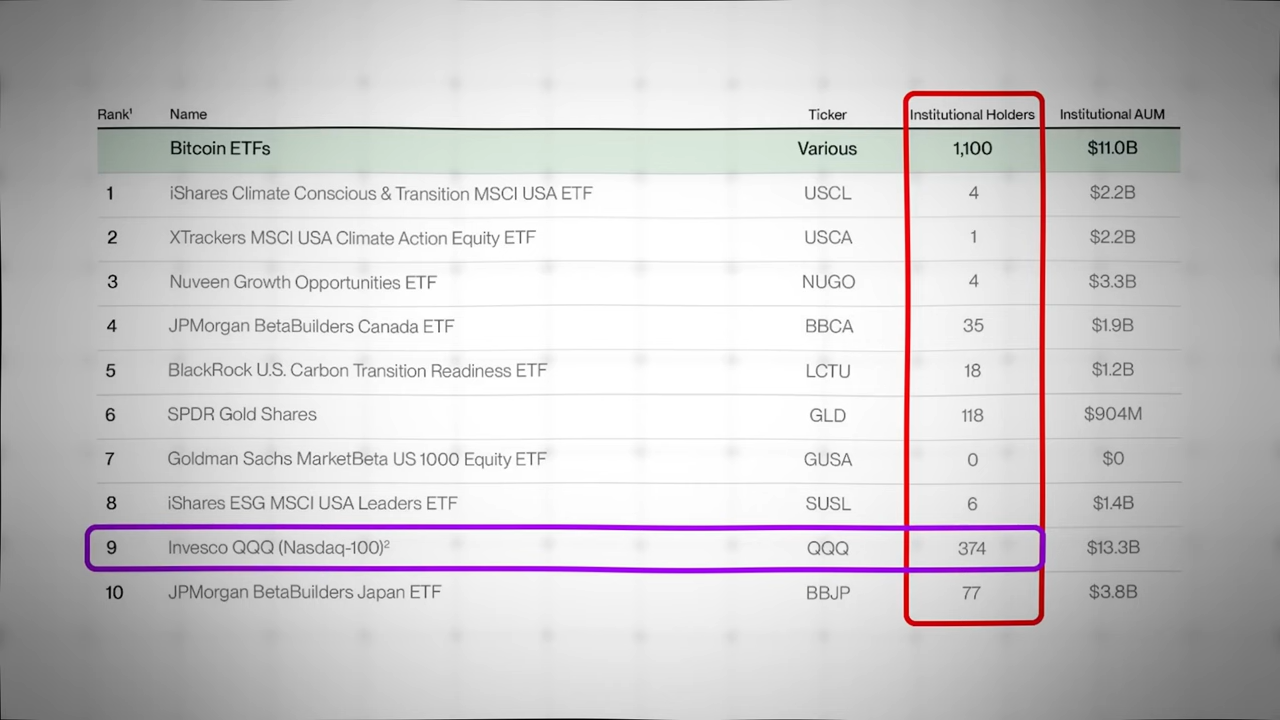 Rank¹ Name Ticker Institutional Holders Institutional AUM
Bitcoin ETFs Various 1,100 $11.0B
1 iShares Climate Conscious & Transition MSCI USA ETF USCL 4 $2.2B
2 XTrackers MSCI USA Climate Action Equity ETF USCA 1 $2.2B
3 Nuveen Growth Opportunities ETF NUGO 4 $3.3B
4 JPMorgan BetaBuilders Canada ETF BBCA 35 $1.9B
5 BlackRock U.S. Carbon Transition Readiness ETF LCTU 18 $1.2B
6 SPDR Gold Shares GLD 118 $904M
7 Goldman Sachs MarketBeta US 1000 Equity ETF GUSA 0 $0
8 iShares ESG MSCI USA Leaders ETF SUSL 6 $1.4B
9 Invesco QQQ (Nasdaq-100)² QQQ 374 $13.3B
10 JPMorgan BetaBuilders Japan ETF BBJP 77 $3.8B